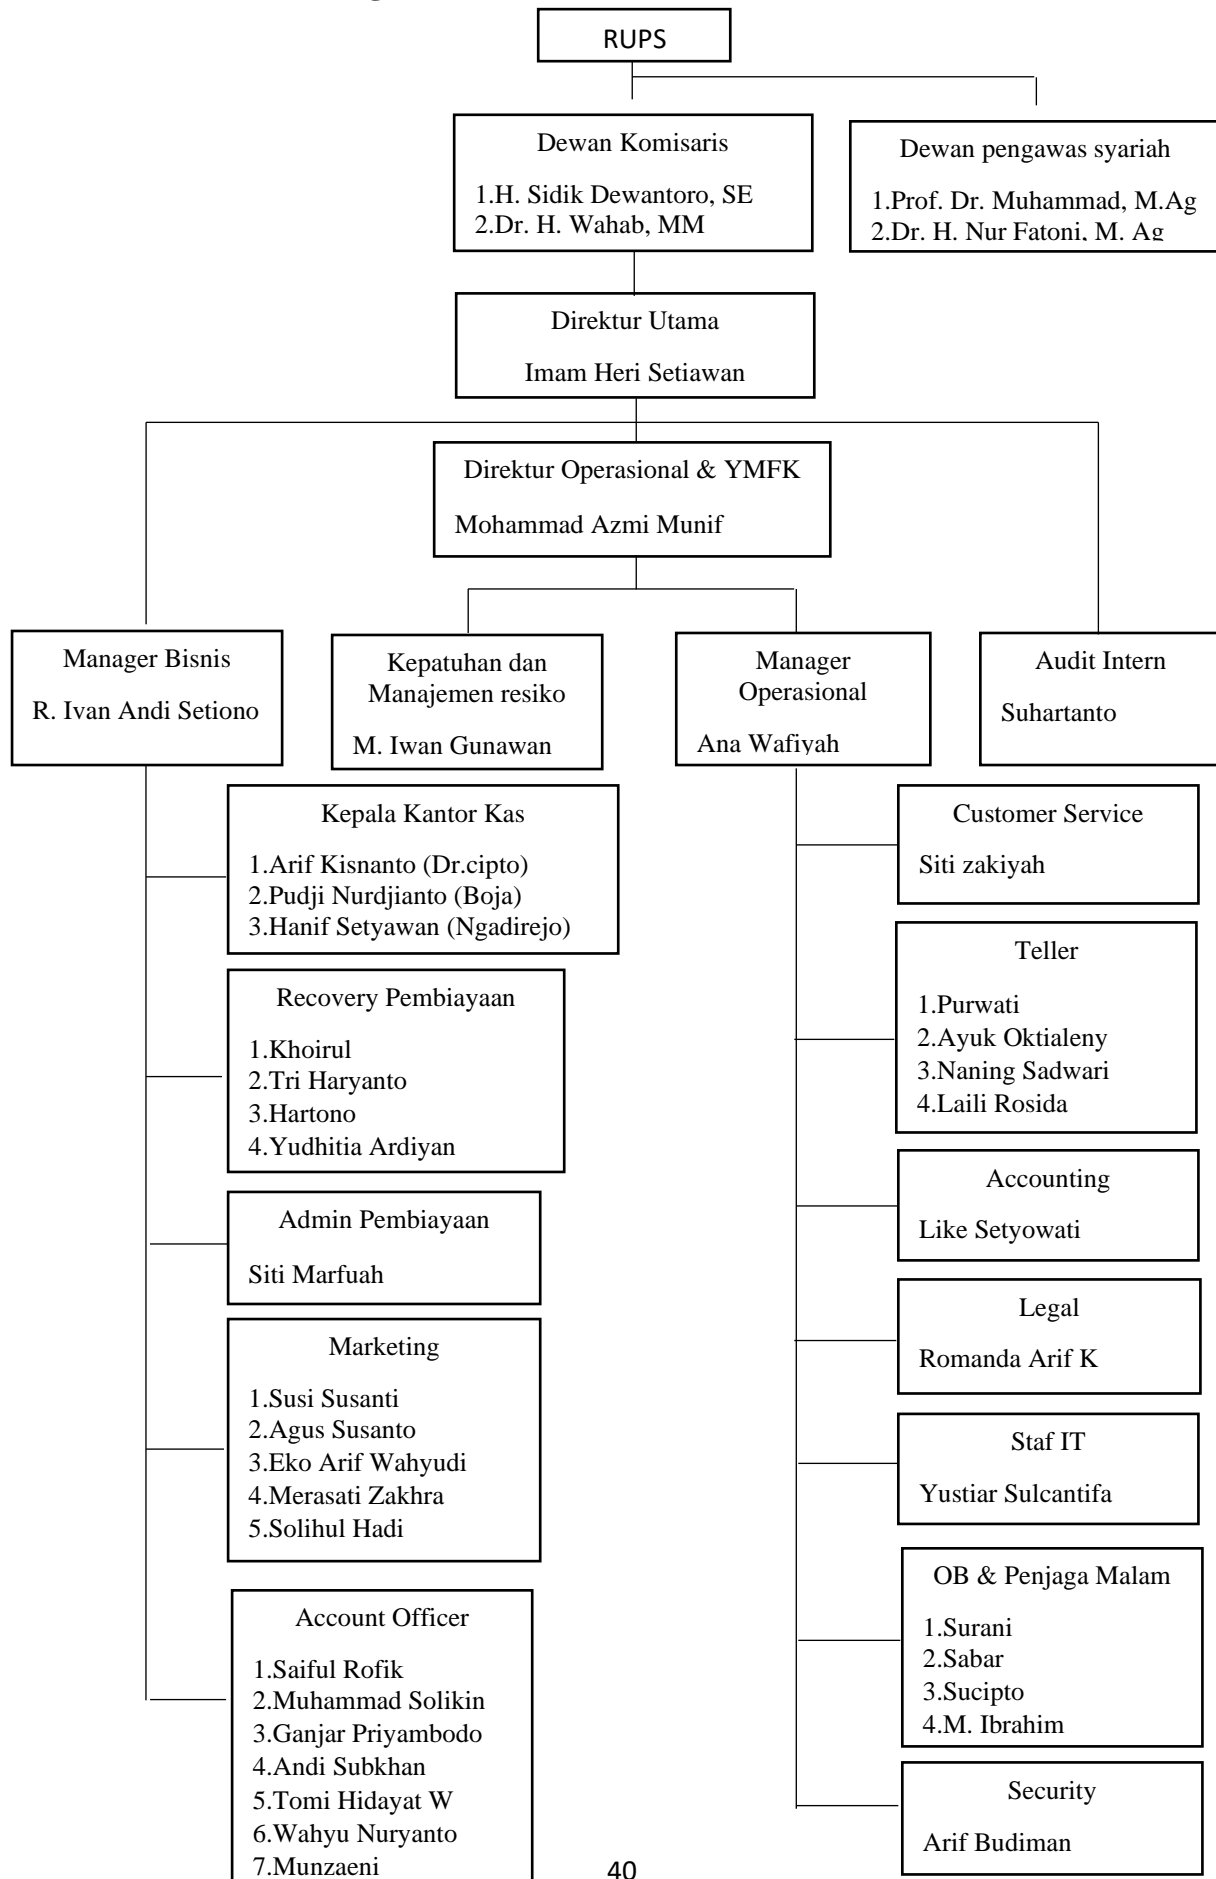 RUPS
Dewan Komisaris
1.H. Sidik Dewantoro, SE
2.Dr. H. Wahab, MM
Dewan pengawas syariah
1.Prof. Dr. Muhammad, M.Ag
2.Dr. H. Nur Fatoni, M. Ag
Direktur Utama
Imam Heri Setiawan
Direktur Operasional & YMFK
Mohammad Azmi Munif
Manager Bisnis
R. Ivan Andi Setiono
Kepatuhan dan
Manajemen resiko
M. Iwan Gunawan
Manager
Operasional
Ana Wafiyah
Audit Intern
Suhartanto
Kepala Kantor Kas
1.Arif Kisnanto (Dr.cipto)
2.Pudji Nurdjianto (Boja)
3.Hanif Setyawan (Ngadirejo)
Recovery Pembiayaan
1.Khoirul
2.Tri Haryanto
3.Hartono
4.Yudhitia Ardiyan
Admin Pembiayaan
Siti Marfuah
Marketing
1.Susi Susanti
2.Agus Susanto
3.Eko Arif Wahyudi
4.Merasati Zakhra
5.Solihul Hadi
Account Officer
1.Saiful Rofik
2.Muhammad Solikin
3.Ganjar Priyambodo
4.Andi Subkhan
5.Tomi Hidayat W
6.Wahyu Nuryanto
7.Munzaeni
Customer Service
Siti zakiyah
Teller
1.Purwati
2.Ayuk Oktialeny
3.Naning Sadwari
4.Laili Rosida
Accounting
Like Setyowati
Legal
Romanda Arif K
Staf IT
Yustiar Sulcantifa
OB & Penjaga Malam
1.Surani
2.Sabar
3.Sucipto
4.M. Ibrahim
Security
Arif Budiman
40